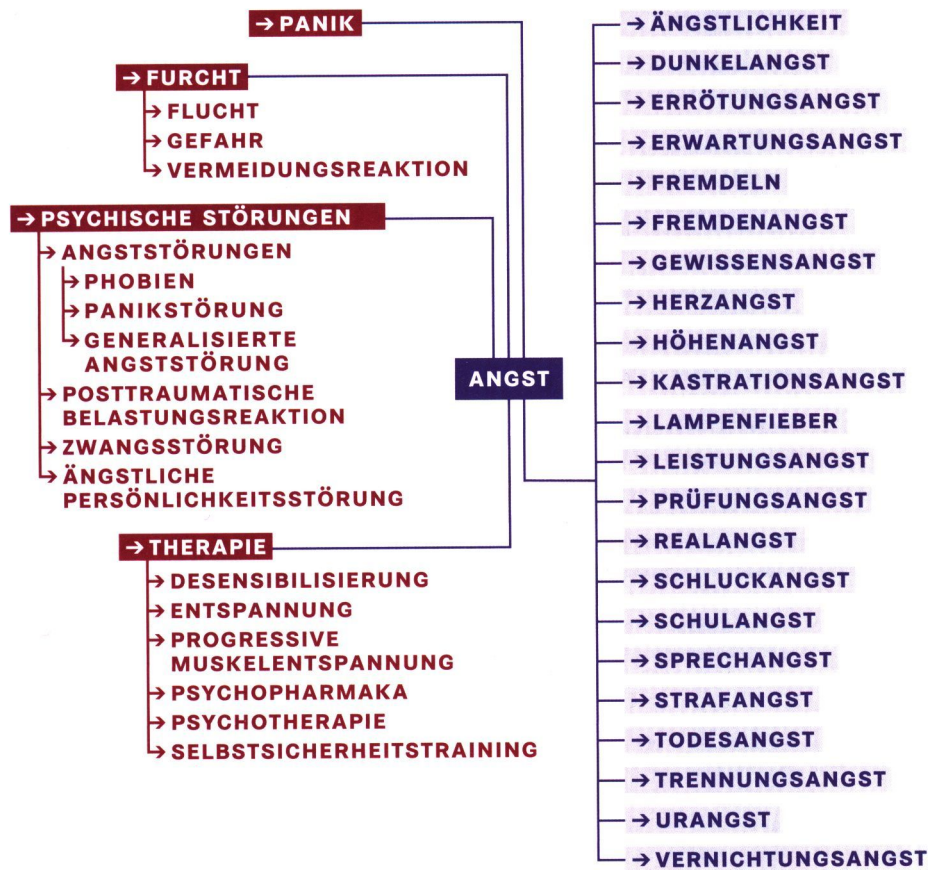 → PANIK
→ FURCHT
→ FLUCHT
→ GEFAHR
→ VERMEIDUNGSREAKTION
→ PSYCHISCHE STÖRUNGEN
→ ANGSTSTÖRUNGEN
→ PHOBIEN
→ PANIKSTÖRUNG
→ GENERALISIERTE
ANGSTSTÖRUNG
→ POSTTRAUMATISCHE
BELASTUNGSREAKTION
→ ZWANGSSTÖRUNG
→ ÄNGSTLICHE
PERSÖNLICHKEITSSTÖRUNG
→ THERAPIE
→ DESENSIBILISIERUNG
→ ENTSPANNUNG
→ PROGRESSIVE
MUSKELENTSPANNUNG
→ PSYCHOPHARMAKA
→ PSYCHOTHERAPIE
→ SELBSTSICHERHEITSTRAINING
ANGST
→ ÄNGSTLICHKEIT
→ DUNKELANGST
→ ERRÖTUNGSANGST
→ ERWARTUNGSANGST
→ FREMDELN
→ FREMDENANGST
→ GEWISSENSANGST
→ HERZANGST
→ HÖHENANGST
→ KASTRATIONSANGST
→ LAMPENFIEBER
→ LEISTUNGSANGST
→ PRÜFUNGSANGST
→ REALANGST
→ SCHLUCKANGST
→ SCHULANGST
→ SPRECHANGST
→ STRAFANGST
→ TODESANGST
→ TRENNUNGSANGST
→ URANGST
→ VERNICHTUNGSANGST